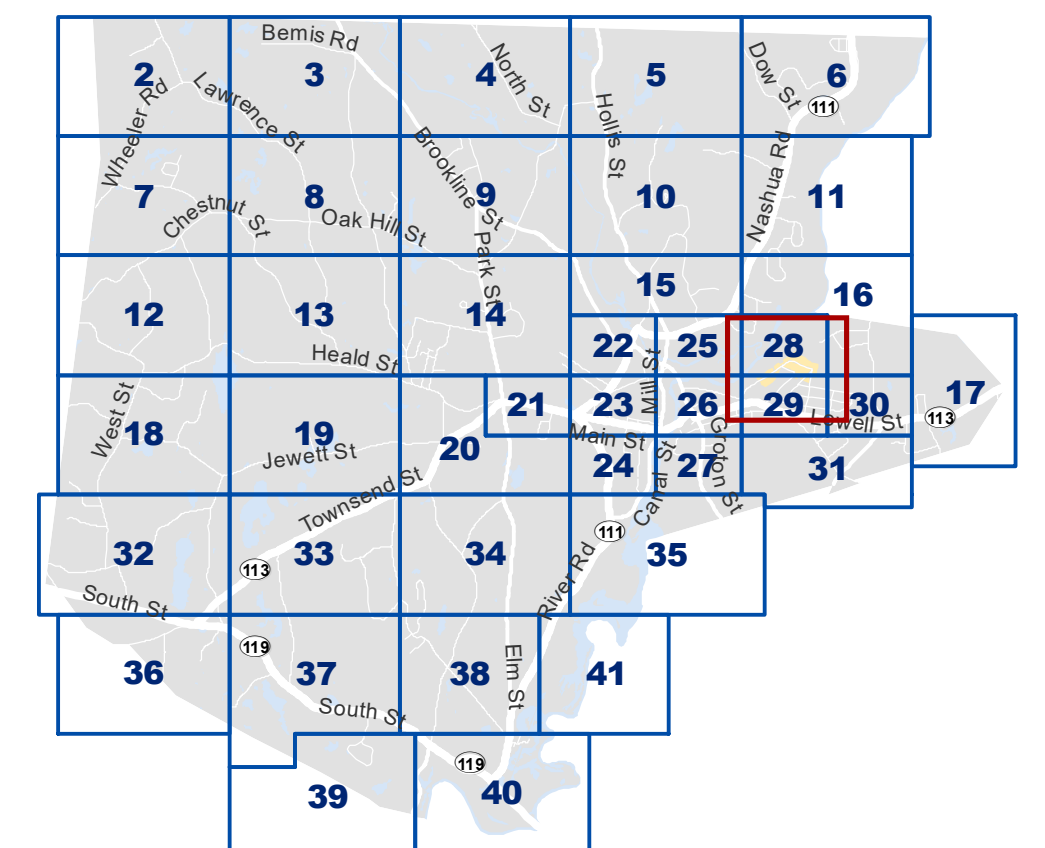 Bemis Rd
2
3
4
5
6
North St
Dow St
111
Wheeler Rd
Lawrence St
Hollis St
Brookline St
Nashua Rd
7
8
9
10
11
Chestnut St
Oak Hill St
Park St
12
13
14
15
16
Heald St
22
25
28
Mill St
West St
21
23
26
29
30
17
Lowell St
113
18
19
20
Jewett St
Main St
24
27
31
Canal St
Groton St
Townsend St
111
32
33
34
35
113
River Rd
South St
119
36
37
38
41
Elm St
South St
119
39
40